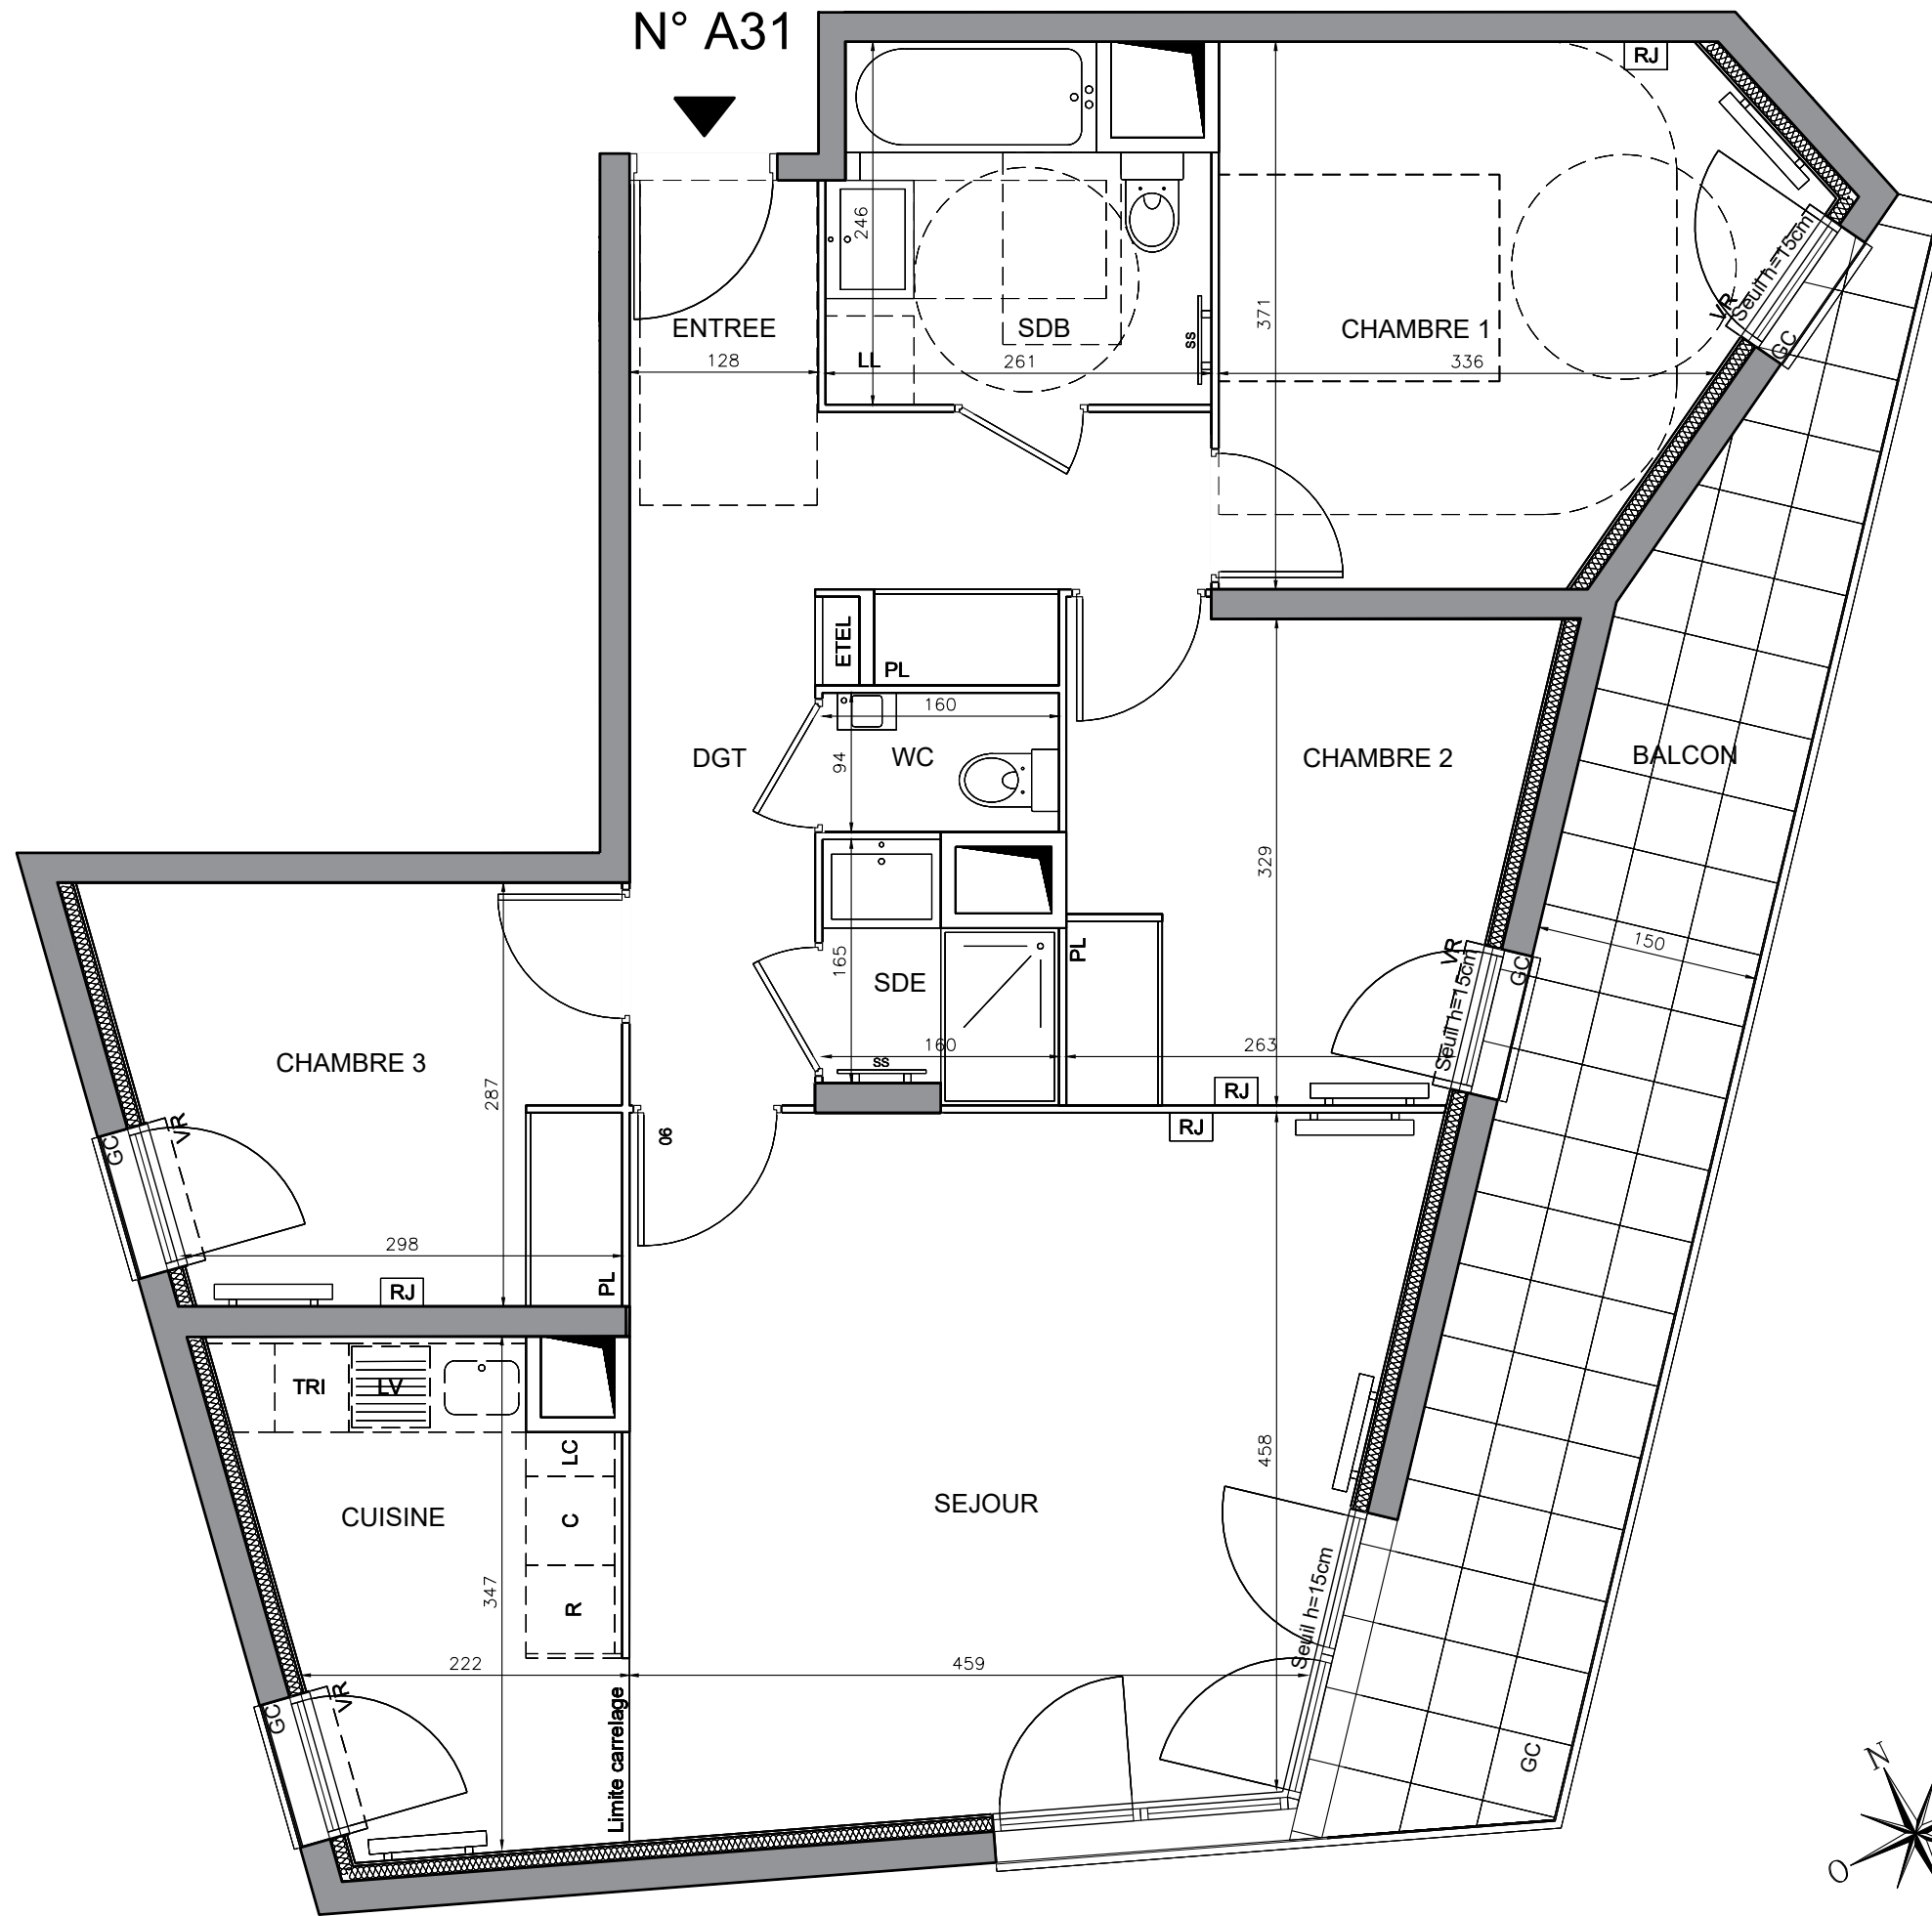 N° A31
RJ
246
ENTREE
128
LL
SDB
261
SS
371
CHAMBRE 1
336
Seuil h=15cm
VR
GC
ETEL
PL
160
94
WC
DGT
CHAMBRE 2
BALCON
329
150
165
SDE
160
SS
PL
263
VR
Seuil h=15cm
GC
RJ
RJ
CHAMBRE 3
287
90
GC
VR
298
RJ
PL
TRI
LV
LC
C
R
CUISINE
347
SEJOUR
458
Seuil h=15cm
222
459
Limite carrelage
GC
VR
GC
N
O